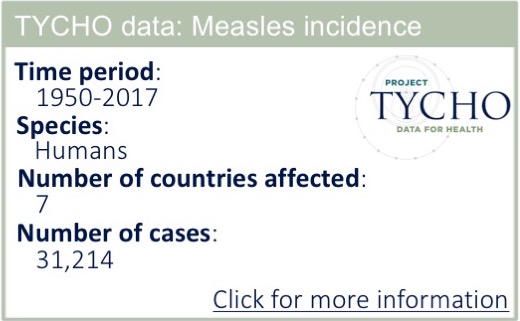 TYCHO data: Measles incidence
Time period:
1950-2017
PROJECT
TYCHO
DATA FOR HEALTH
Species:
Humans
Number of countries affected:
7
Number of cases:
31,214
Click for more information